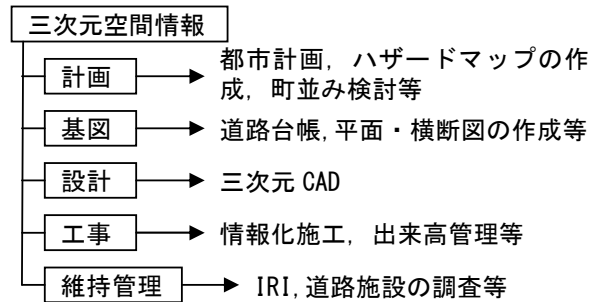 三次元空間情報
計画
都市計画，ハザードマップの作
成，町並み検討等
基図
道路台帳,平面・横断図の作成等
設計
三次元 CAD
工事
情報化施工，出来高管理等
維持管理
IRI,道路施設の調査等